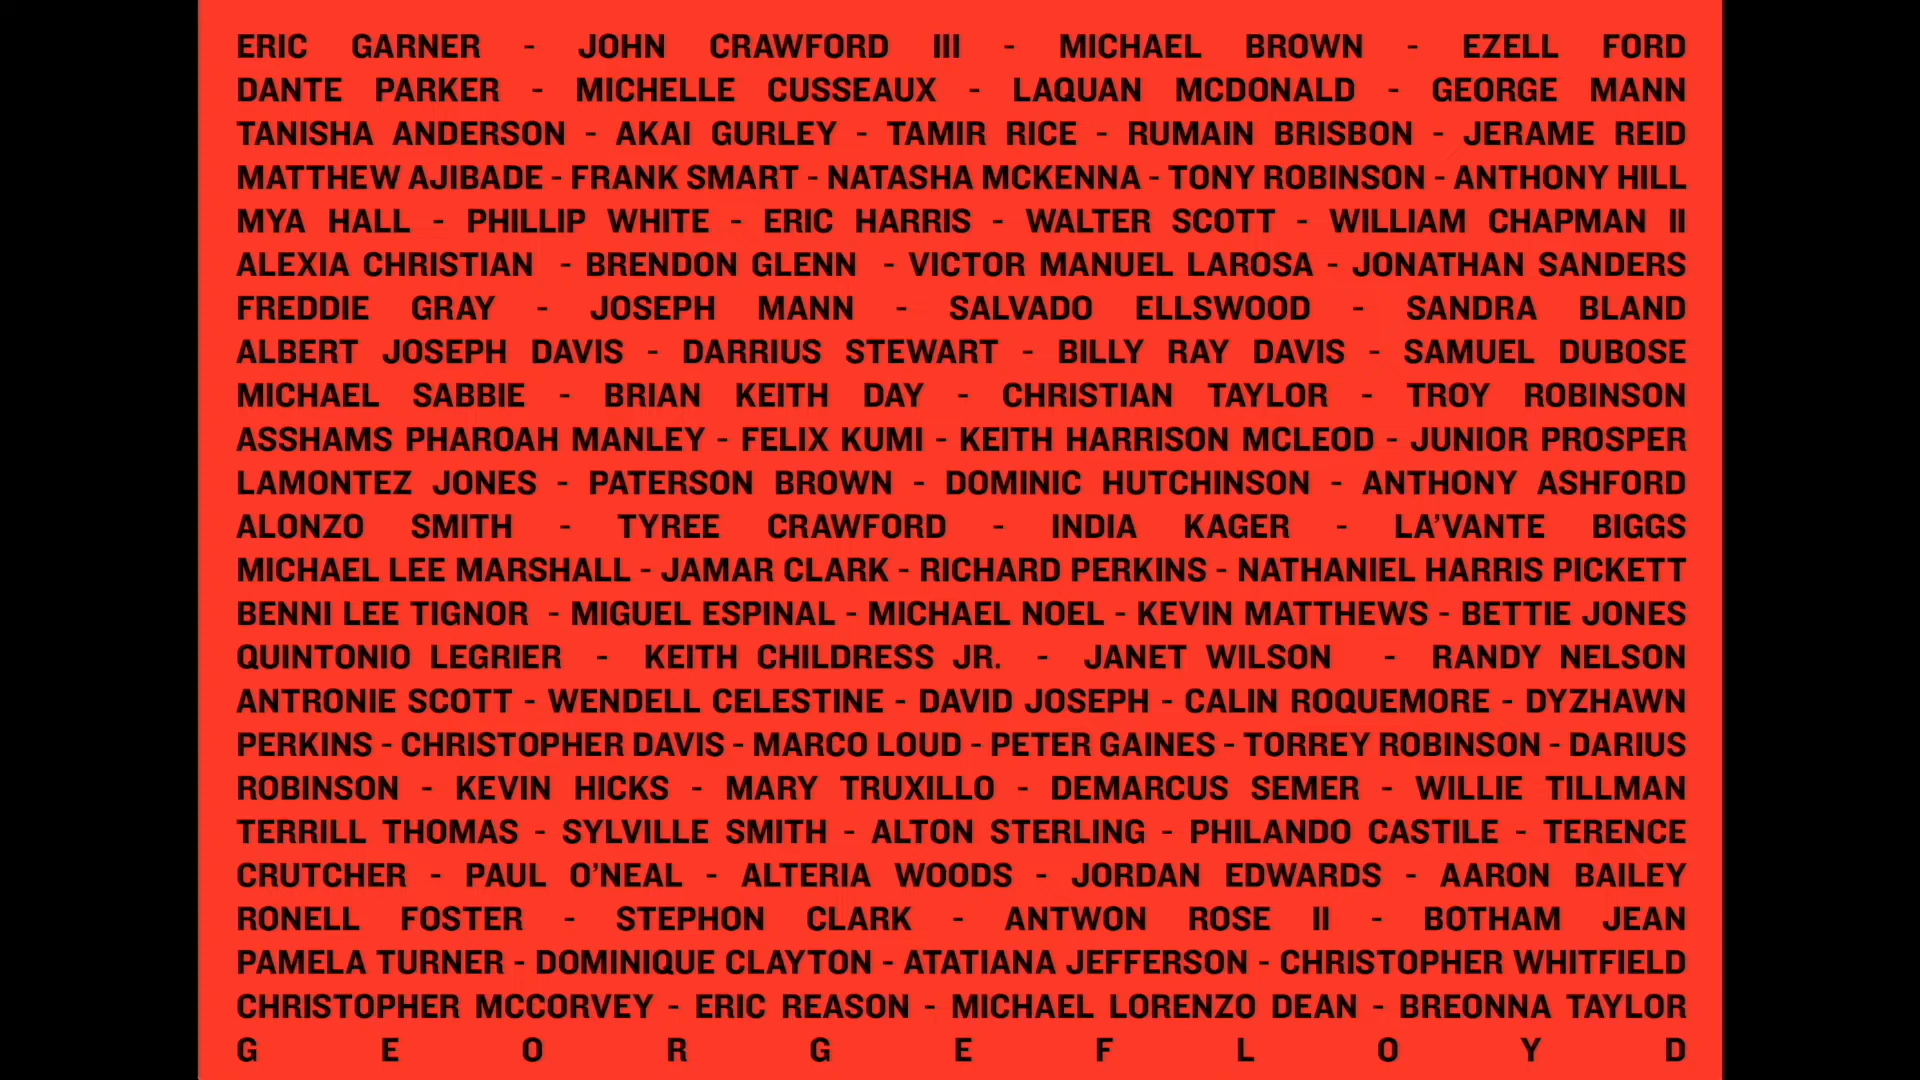 ERIC GARNER - JOHN CRAWFORD III - MICHAEL BROWN - EZELL FORD
DANTE PARKER - MICHELLE CUSSEAUX - LAQUAN MCDONALD - GEORGE MANN
TANISHA ANDERSON - AKAI GURLEY - TAMIR RICE - RUMAIN BRISBON - JERAME REID
MATTHEW AJIBADE - FRANK SMART - NATASHA MCKENNA - TONY ROBINSON - ANTHONY HILL
MYA HALL - PHILLIP WHITE - ERIC HARRIS - WALTER SCOTT - WILLIAM CHAPMAN II
ALEXIA CHRISTIAN - BRENDON GLENN - VICTOR MANUEL LAROSA - JONATHAN SANDERS
FREDDIE GRAY - JOSEPH MANN - SALVADO ELLSWOOD - SANDRA BLAND
ALBERT JOSEPH DAVIS - DARRIUS STEWART - BILLY RAY DAVIS - SAMUEL DUBOSE
MICHAEL SABBIE - BRIAN KEITH DAY - CHRISTIAN TAYLOR - TROY ROBINSON
ASSHAMS PHAROAH MANLEY - FELIX KUMI - KEITH HARRISON MCLEOD - JUNIOR PROSPER
LAMONTEZ JONES - PATERSON BROWN - DOMINIC HUTCHINSON - ANTHONY ASHFORD
ALONZO SMITH - TYREE CRAWFORD - INDIA KAGER - LA’VANTE BIGGS
MICHAEL LEE MARSHALL - JAMAR CLARK - RICHARD PERKINS - NATHANIEL HARRIS PICKETT
BENNI LEE TIGNOR - MIGUEL ESPINAL - MICHAEL NOEL - KEVIN MATTHEWS - BETTIE JONES
QUINTONIO LEGRIER - KEITH CHILDRESS JR. - JANET WILSON - RANDY NELSON
ANTRONIE SCOTT - WENDELL CELESTINE - DAVID JOSEPH - CALIN ROQUEMORE - DYZHAWN
PERKINS - CHRISTOPHER DAVIS - MARCO LOUD - PETER GAINES - TORREY ROBINSON - DARIUS
ROBINSON - KEVIN HICKS - MARY TRUXILLO - DEMARCUS SEMER - WILLIE TILLMAN
TERRILL THOMAS - SYLVILLE SMITH - ALTON STERLING - PHILANDO CASTILE - TERENCE
CRUTCHER - PAUL O’NEAL - ALTERIA WOODS - JORDAN EDWARDS - AARON BAILEY
RONELL FOSTER - STEPHON CLARK - ANTWON ROSE II - BOTHAM JEAN
PAMELA TURNER - DOMINIQUE CLAYTON - ATATIANA JEFFERSON - CHRISTOPHER WHITFIELD
CHRISTOPHER MCCORVEY - ERIC REASON - MICHAEL LORENZO DEAN - BREONNA TAYLOR
G E O R G E F L O Y D